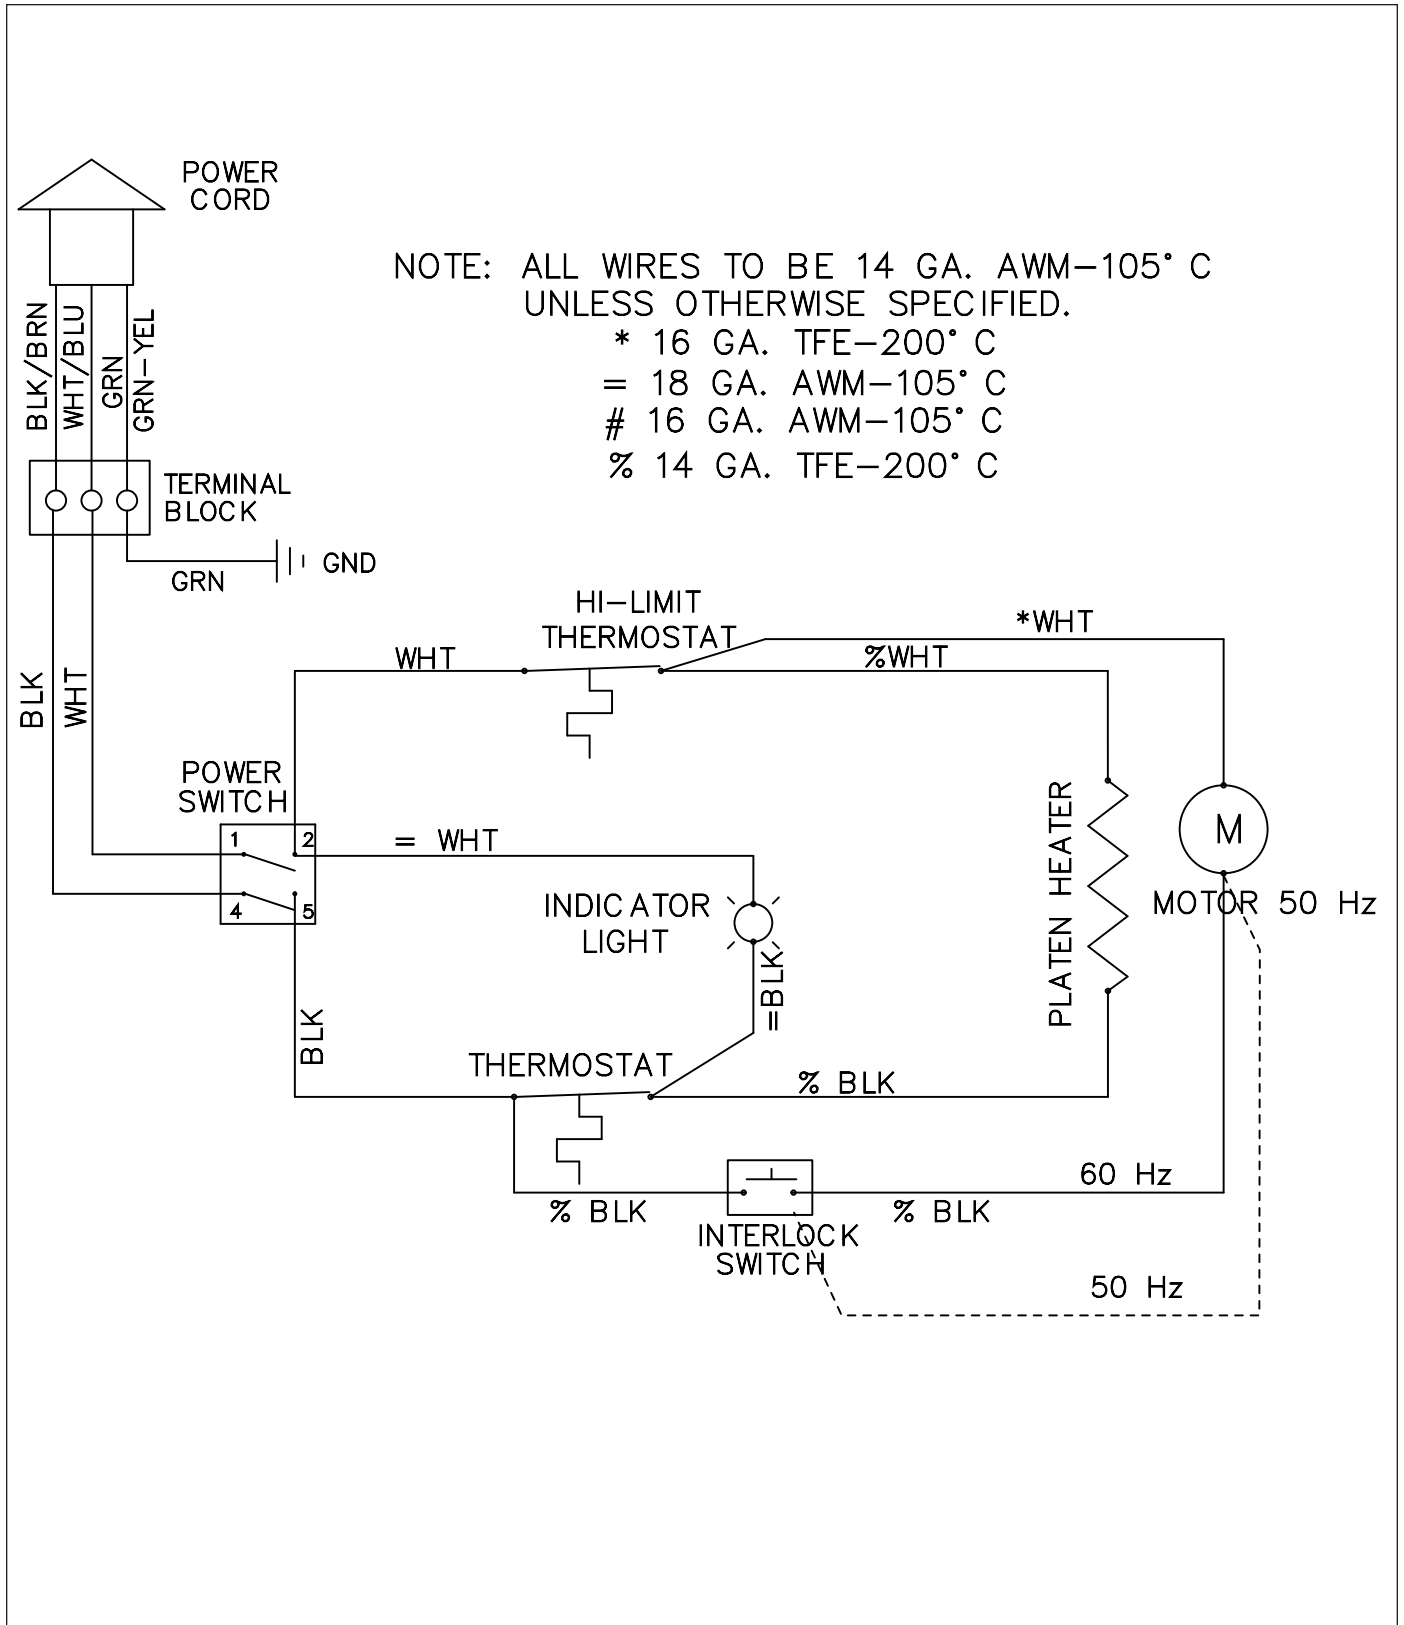 POWER
CORD
NOTE: ALL WIRES TO BE 14 GA. AWM-105° C
UNLESS OTHERWISE SPECIFIED.
* 16 GA. TFE-200° C
= 18 GA. AWM-105° C
# 16 GA. AWM-105° C
% 14 GA. TFE-200° C
BLK/BRN
WHT/BLU
GRN
GRN-YEL
TERMINAL
BLOCK
GRN
GND
HI-LIMIT
THERMOSTAT
*WHT
WHT
%WHT
BLK
WHT
POWER
SWITCH
1 2
4 5
= WHT
INDICATOR
LIGHT
=BLK
PLATEN HEATER
M
MOTOR 50 Hz
BLK
THERMOSTAT
% BLK
60 Hz
% BLK
% BLK
INTERLOCK
SWITCH
50 Hz